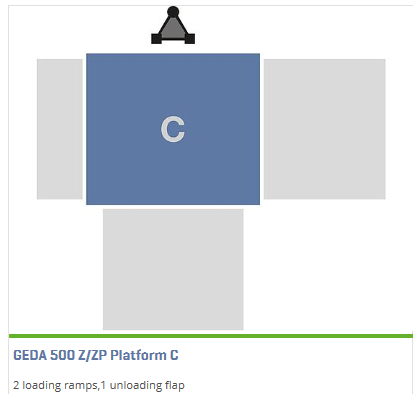 C
GEDA 500 Z/ZP Platform C
2 loading ramps,1 unloading flap